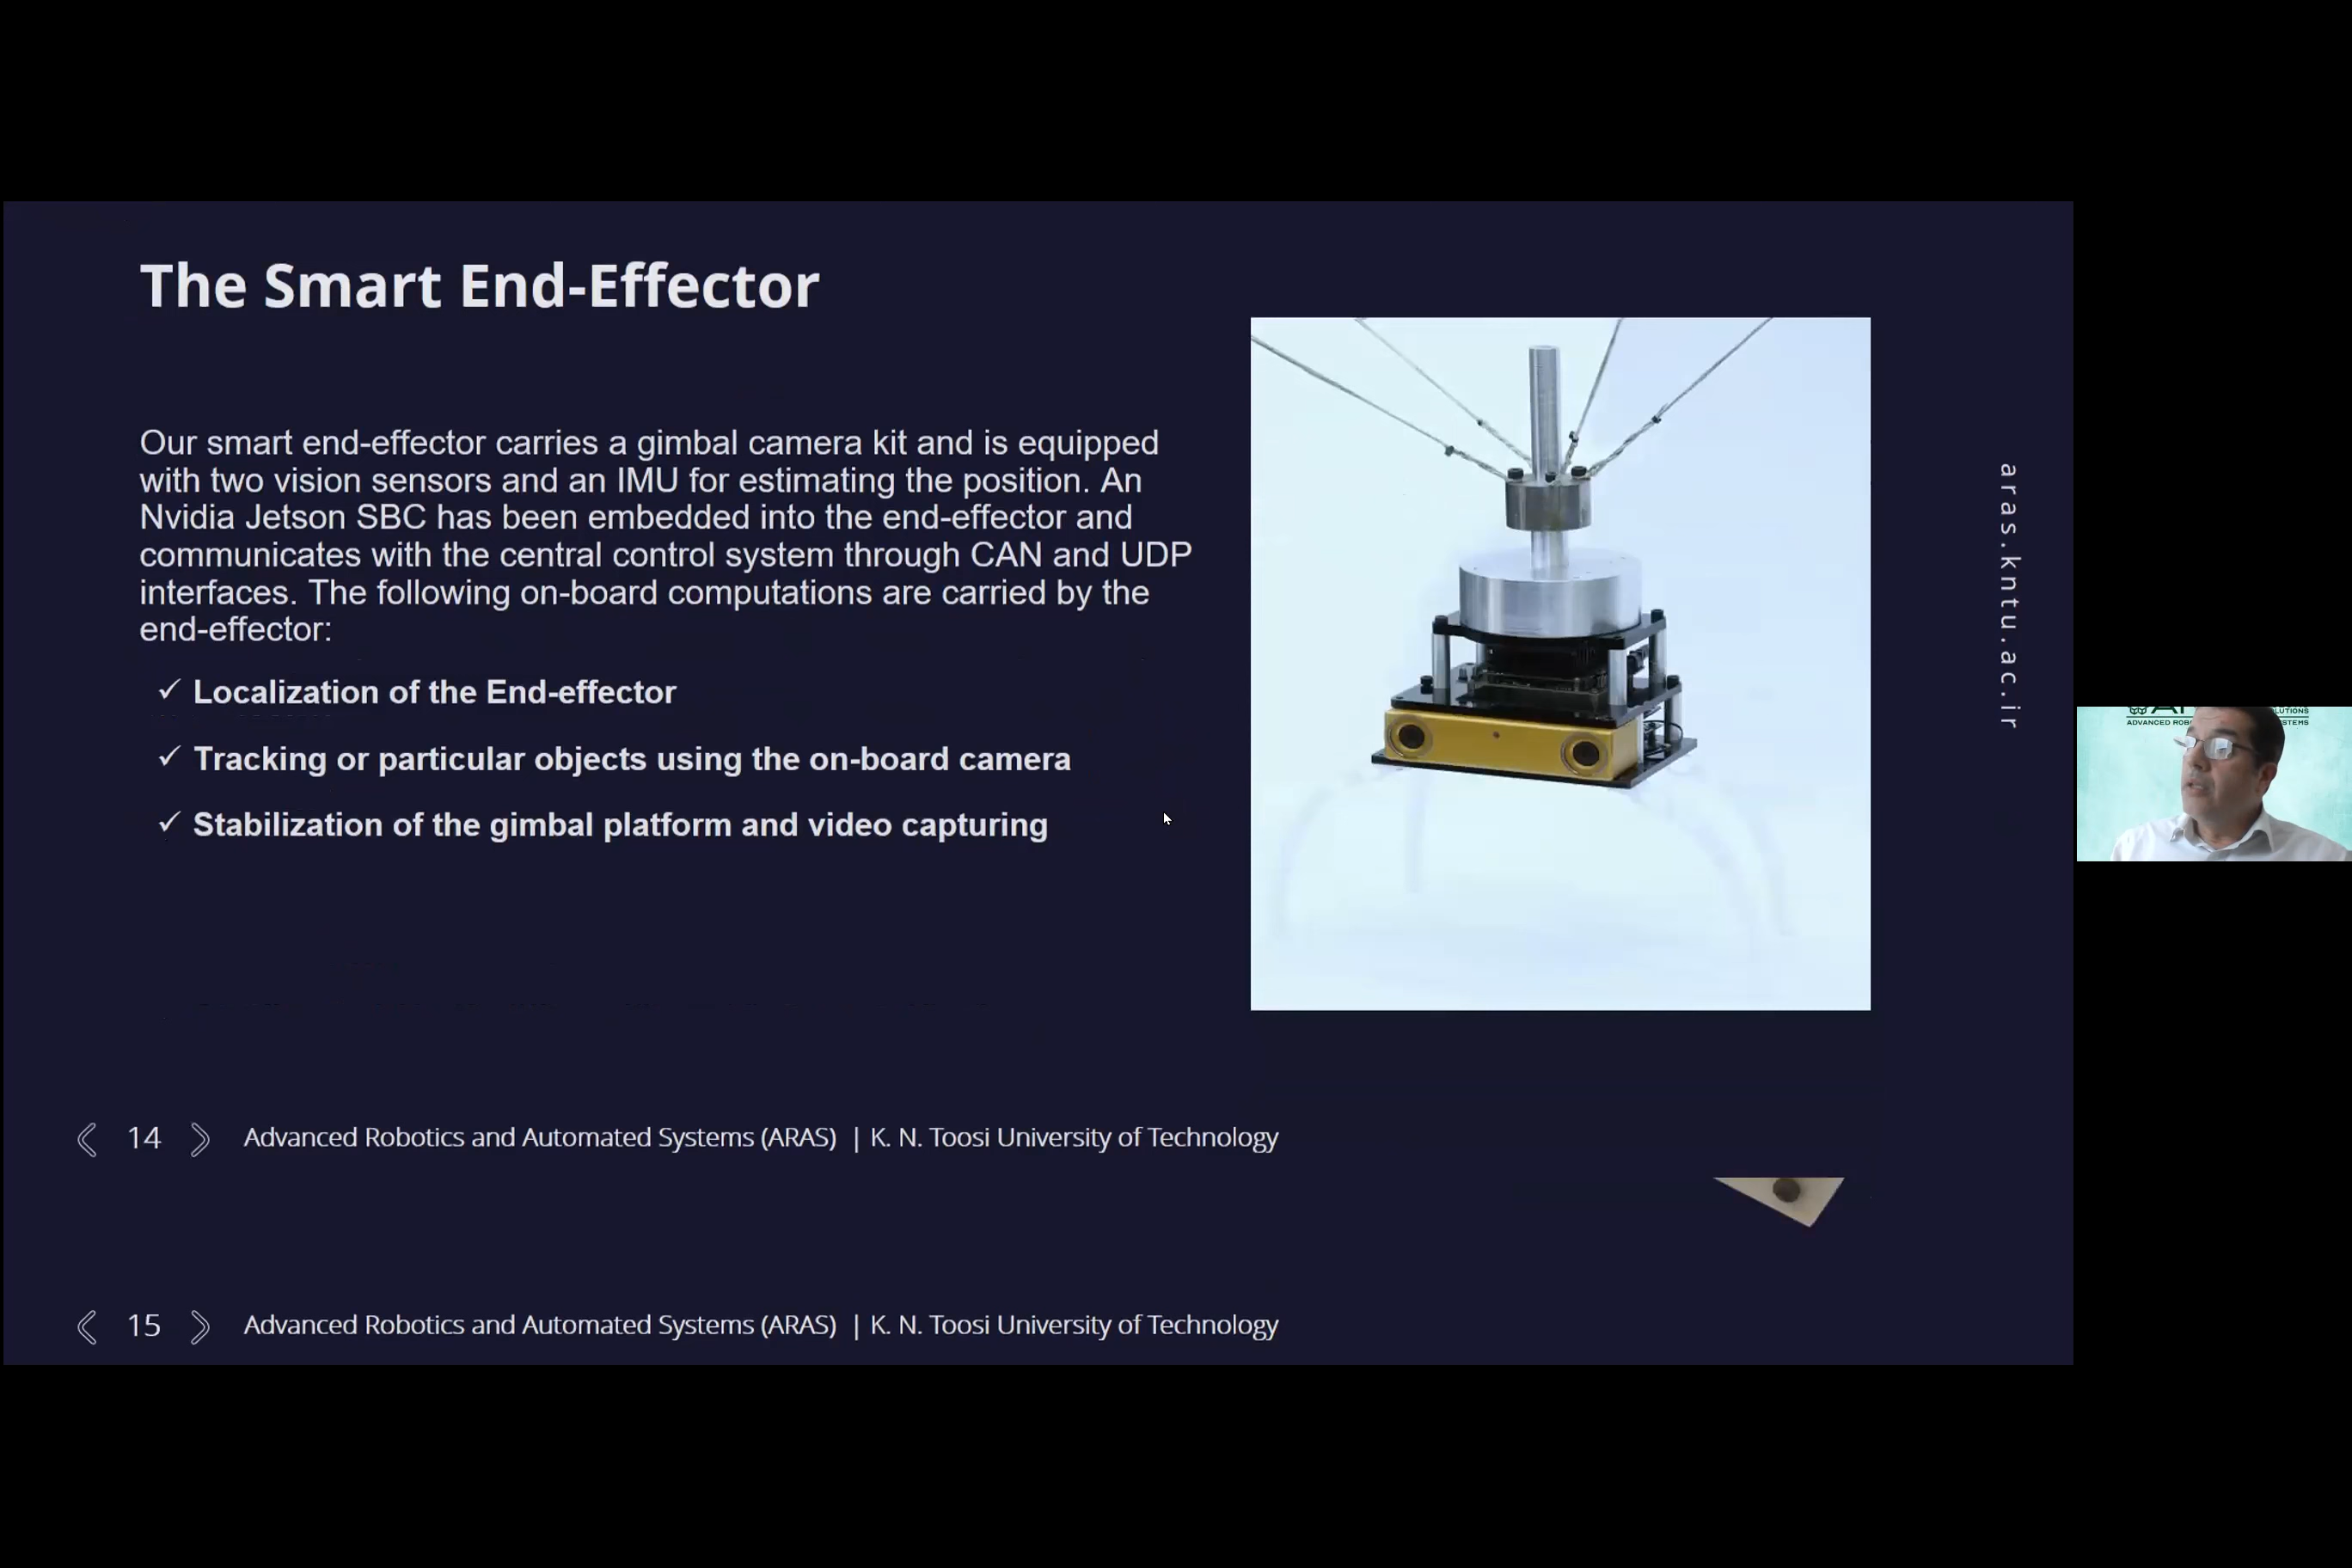 The Smart End-Effector
Our smart end-effector carries a gimbal camera kit and is equipped
with two vision sensors and an IMU for estimating the position. An
Nvidia Jetson SBC has been embedded into the end-effector and
communicates with the central control system through CAN and UDP
interfaces. The following on-board computations are carried by the
end-effector:
✓ Localization of the End-effector
✓ Tracking or particular objects using the on-board camera
✓ Stabilization of the gimbal platform and video capturing
aras.kntu.ac.ir
ADVANCED
14 Advanced Robotics and Automated Systems (ARAS) | K. N. Toosi University of Technology
15 Advanced Robotics and Automated Systems (ARAS) | K. N. Toosi University of Technology